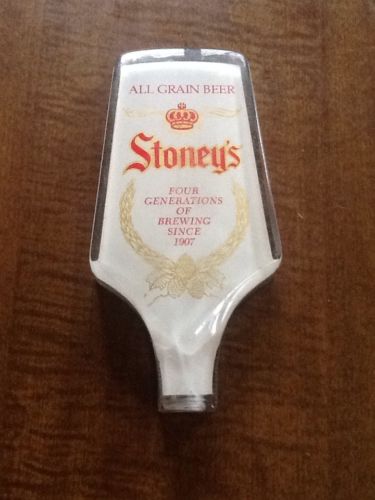 ALL GRAIN BEER
Stoney's
FOUR
GENERATIONS
OF
BREWING
SINCE
1907